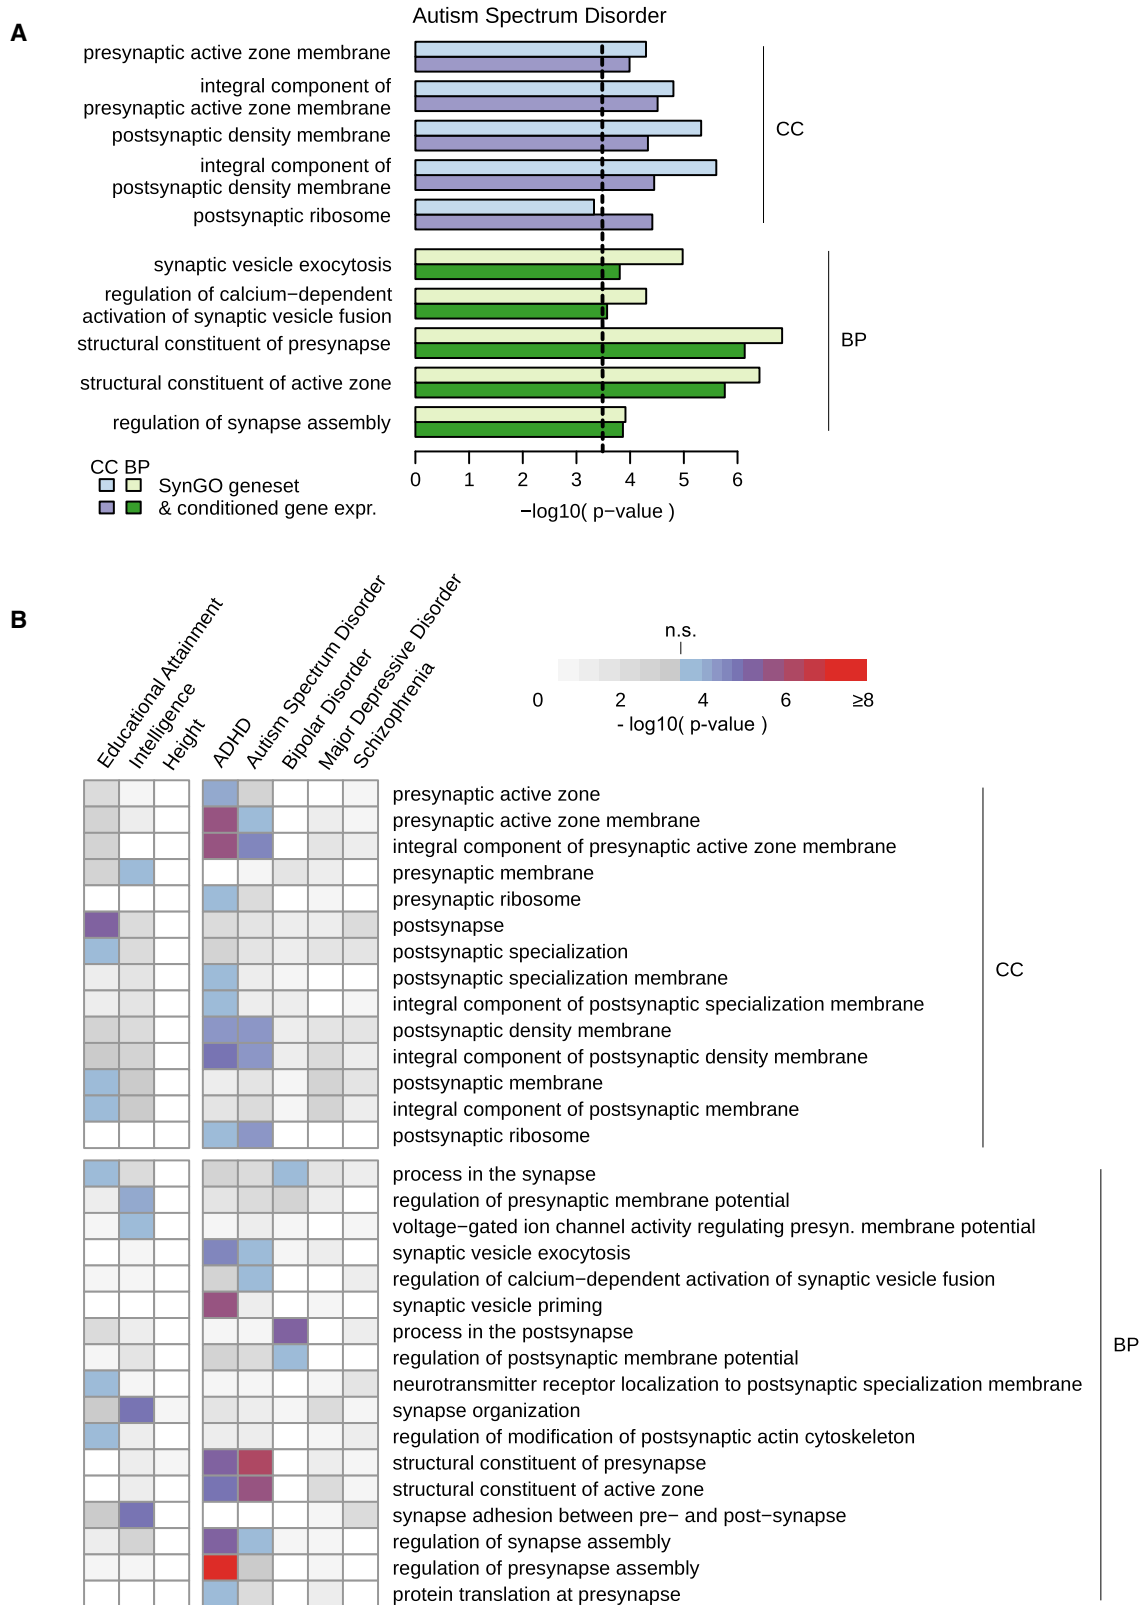 A
Autism Spectrum Disorder
presynaptic active zone membrane
integral component of
presynaptic active zone membrane
postsynaptic density membrane
integral component of
postsynaptic density membrane
postsynaptic ribosome
CC
synaptic vesicle exocytosis
regulation of calcium−dependent
activation of synaptic vesicle fusion
structural constituent of presynapse
structural constituent of active zone
regulation of synapse assembly
BP
CC BP
SynGO geneset
& conditioned gene expr.
0 1 2 3 4 5 6
−log10( p−value )
B
Educational Attainment
Intelligence
Height
ADHD
Autism Spectrum Disorder
Bipolar Disorder
Major Depressive Disorder
Schizophrenia
n.s.
0 2 4 6 ≥8
- log10( p-value )
presynaptic active zone
presynaptic active zone membrane
integral component of presynaptic active zone membrane
presynaptic membrane
presynaptic ribosome
postsynapse
postsynaptic specialization
postsynaptic specialization membrane
integral component of postsynaptic specialization membrane
postsynaptic density membrane
integral component of postsynaptic density membrane
postsynaptic membrane
integral component of postsynaptic membrane
postsynaptic ribosome
CC
process in the synapse
regulation of presynaptic membrane potential
voltage−gated ion channel activity regulating presyn. membrane potential
synaptic vesicle exocytosis
regulation of calcium−dependent activation of synaptic vesicle fusion
synaptic vesicle priming
process in the postsynapse
regulation of postsynaptic membrane potential
neurotransmitter receptor localization to postsynaptic specialization membrane
synapse organization
regulation of modification of postsynaptic actin cytoskeleton
structural constituent of presynapse
structural constituent of active zone
synapse adhesion between pre− and post−synapse
regulation of synapse assembly
regulation of presynapse assembly
protein translation at presynapse
BP